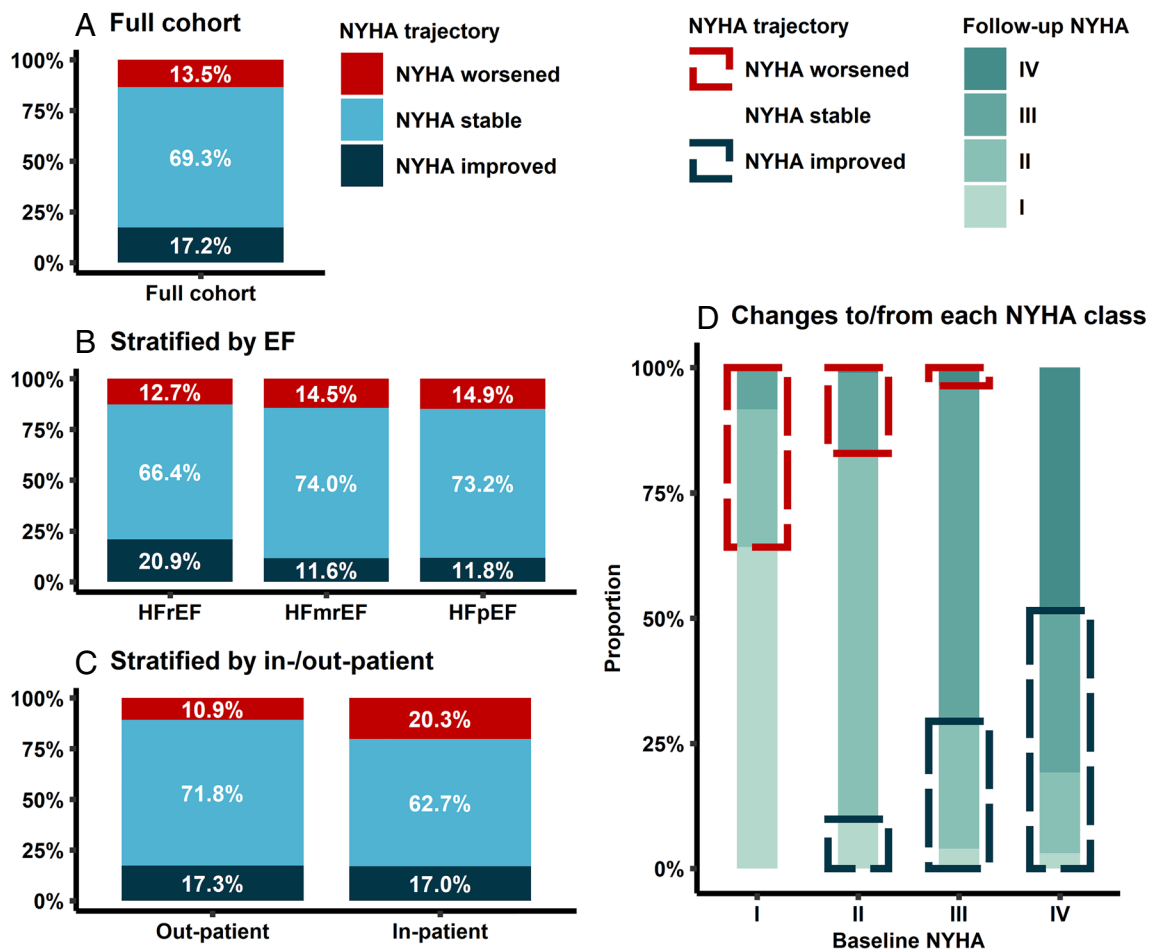 A Full cohort
100%
75%
50%
25%
0%
13.5%
69.3%
17.2%
Full cohort
NYHA trajectory
NYHA worsened
NYHA stable
NYHA improved
NYHA trajectory
NYHA worsened
NYHA stable
NYHA improved
Follow-up NYHA
IV
III
II
I
B Stratified by EF
100%
75%
50%
25%
0%
12.7% 14.5% 14.9%
66.4% 74.0% 73.2%
20.9% 11.6% 11.8%
HFrEF HFmrEF HFpEF
C Stratified by in-/out-patient
100%
75%
50%
25%
0%
10.9% 20.3%
71.8% 62.7%
17.3% 17.0%
Out-patient In-patient
D Changes to/from each NYHA class
Proportion
100%
75%
50%
25%
0%
I II III IV
Baseline NYHA